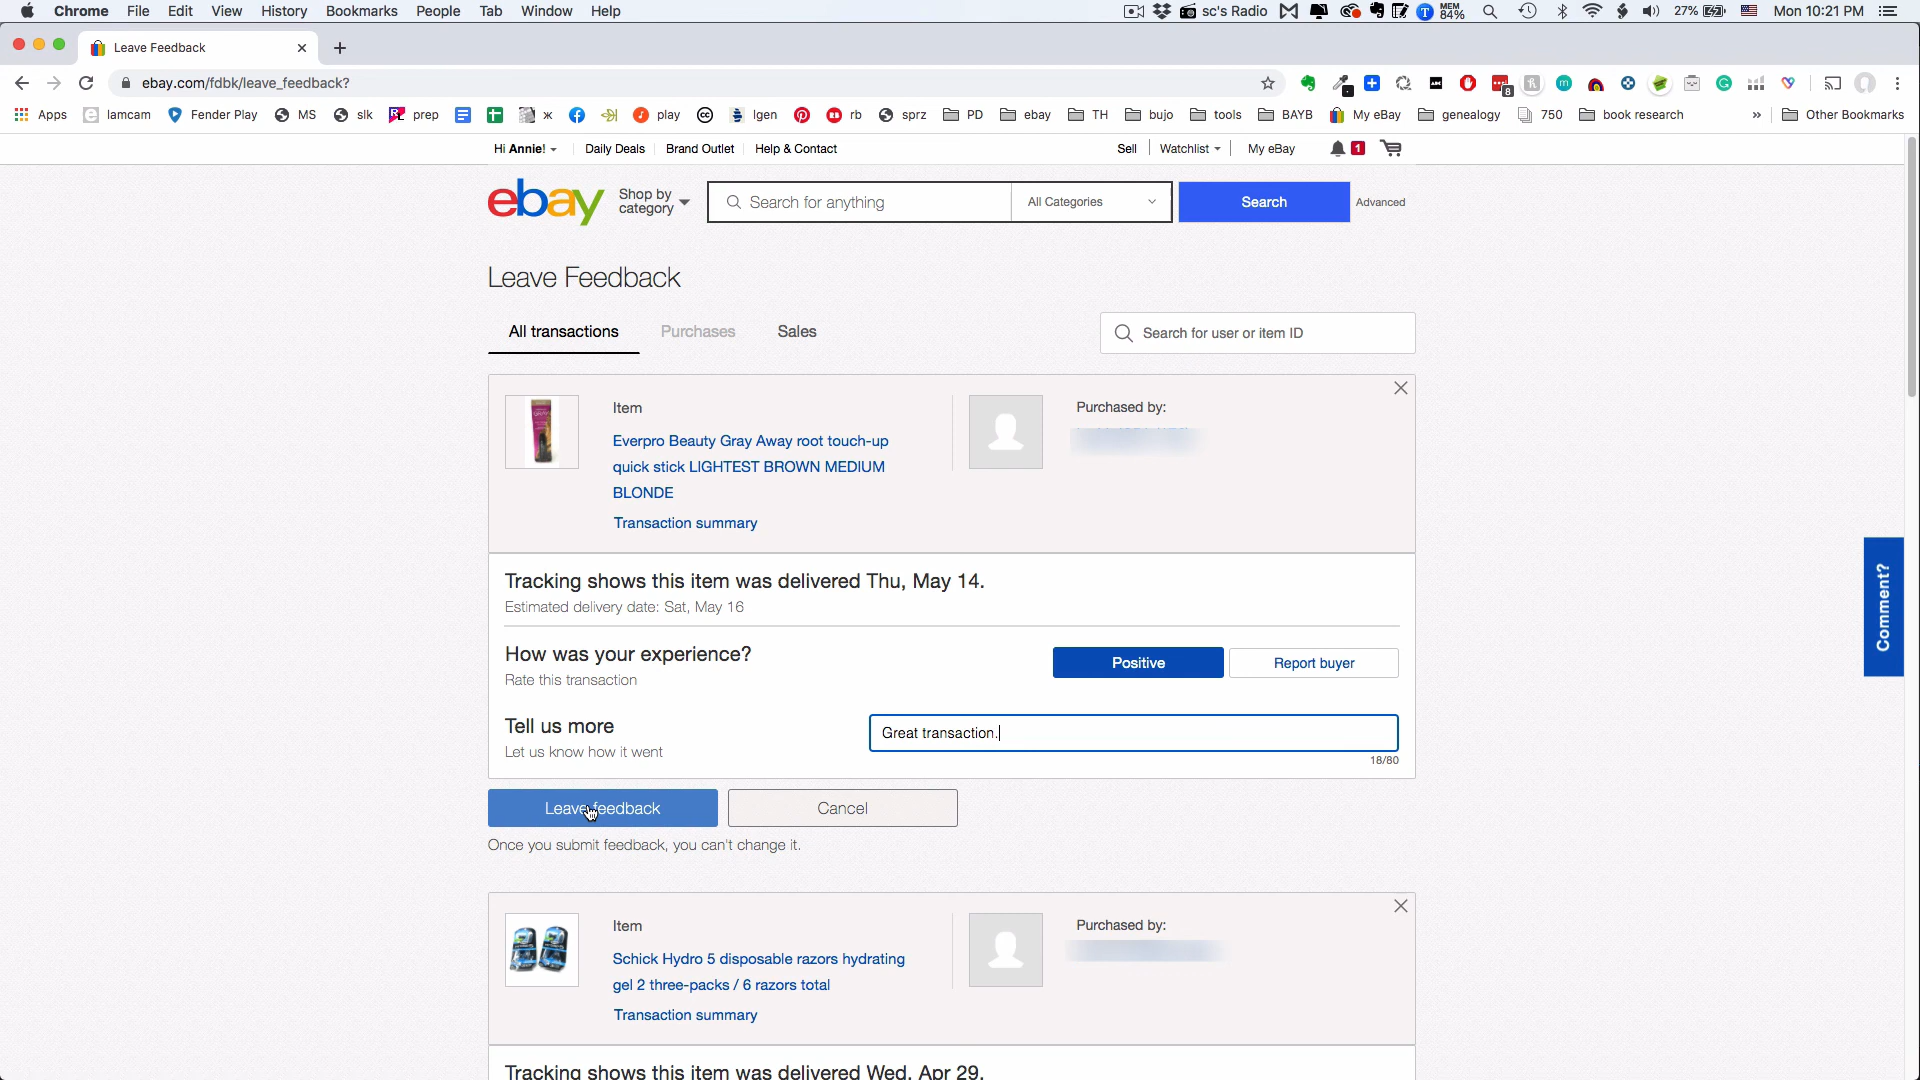 Chrome File Edit View History Bookmarks People Tab Window Help sc's Radio MEM 84% 27% Mon 10:21 PM
Leave Feedback
ebay.com/fdbk/leave_feedback?
Apps Iamcam Fender Play MS slk prep play lgen rb sprz PD ebay TH bujo tools BAYB My eBay genealogy 750 book research » Other Bookmarks
Hi Annie! Daily Deals Brand Outlet Help & Contact Sell Watchlist My eBay 1
ebay Shop by category Search for anything All Categories Search Advanced
Leave Feedback
All transactions Purchases Sales Search for user or item ID
Item Purchased by:
Everpro Beauty Gray Away root touch-up
quick stick LIGHTEST BROWN MEDIUM
BLONDE
Transaction summary
Tracking shows this item was delivered Thu, May 14.
Estimated delivery date: Sat, May 16
How was your experience? Positive Report buyer
Rate this transaction
Tell us more Great transaction.
Let us know how it went 18/80
Leave feedback Cancel
Once you submit feedback, you can't change it.
Comment?
Item Purchased by:
Schick Hydro 5 disposable razors hydrating
gel 2 three-packs / 6 razors total
Transaction summary
Tracking shows this item was delivered Wed, Apr 29.